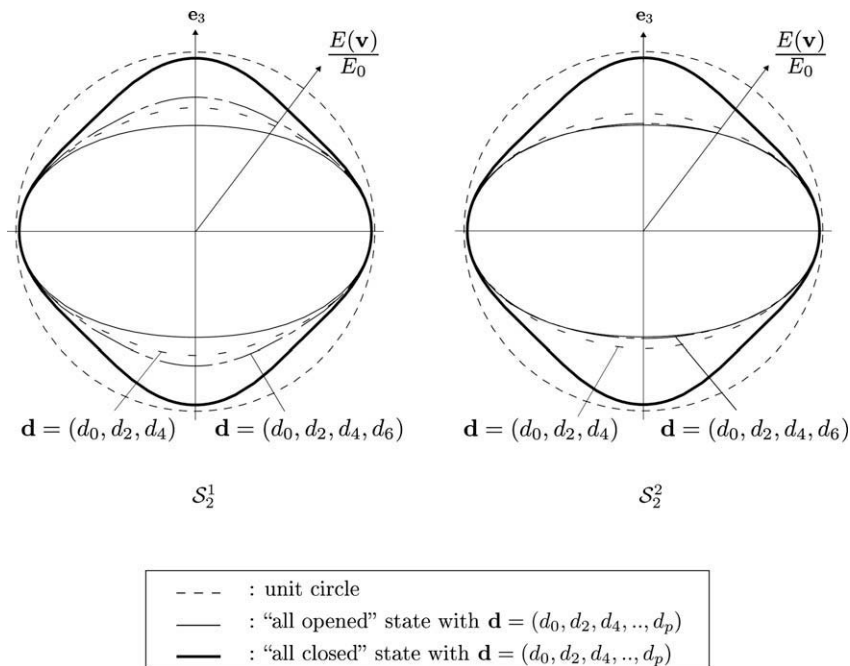 e₃
E(v)
E₀
e₃
E(v)
E₀
d = (d₀, d₂, d₄)
d = (d₀, d₂, d₄, d₆)
d = (d₀, d₂, d₄)
d = (d₀, d₂, d₄, d₆)
𝒮₂¹
𝒮₂²
: unit circle
: “all opened” state with d = (d₀, d₂, d₄, .., dₚ)
: “all closed” state with d = (d₀, d₂, d₄, .., dₚ)